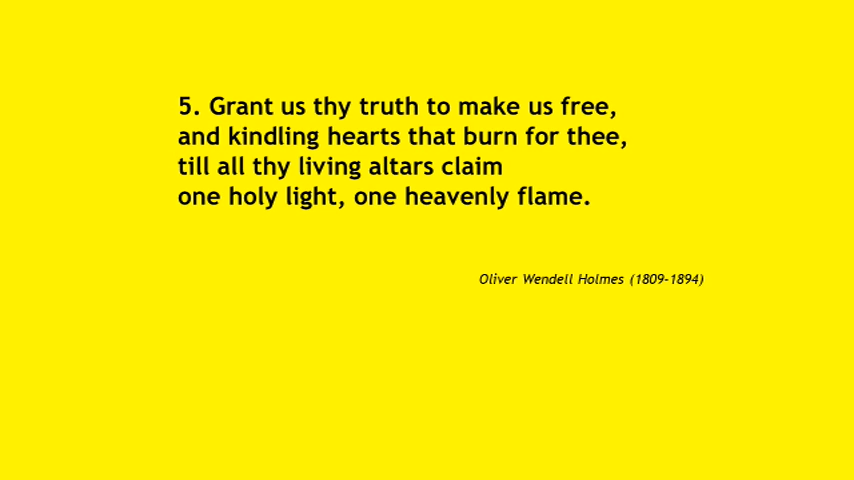 5. Grant us thy truth to make us free,
and kindling hearts that burn for thee,
till all thy living altars claim
one holy light, one heavenly flame.
Oliver Wendell Holmes (1809-1894)